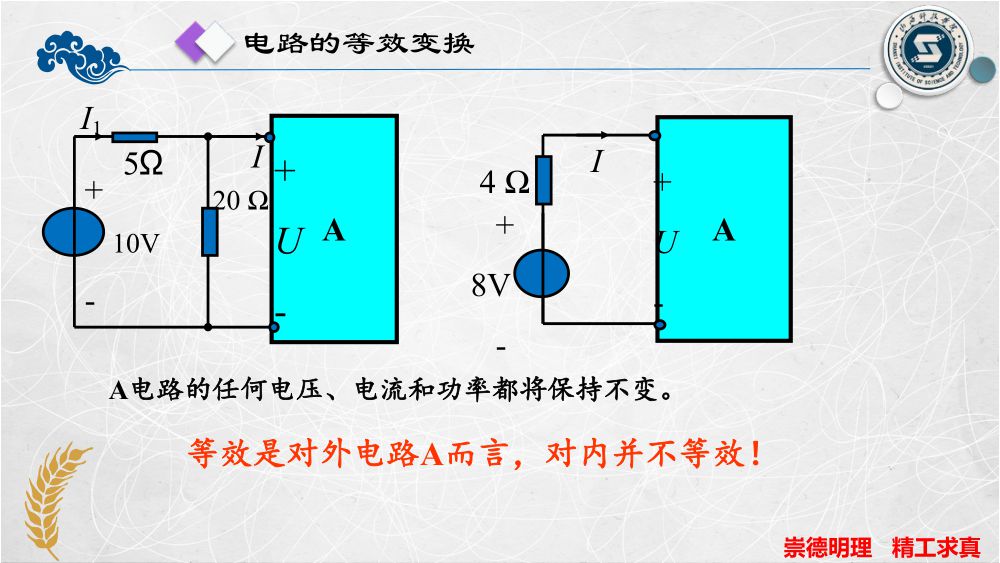 电路的等效变换
I1
5Ω
I
+
+
20 Ω
10V
U
A
-
-
4 Ω
I
+
+
U
A
8V
-
-
A电路的任何电压、电流和功率都将保持不变。
等效是对外电路A而言，对内并不等效！
崇德明理 精工求真